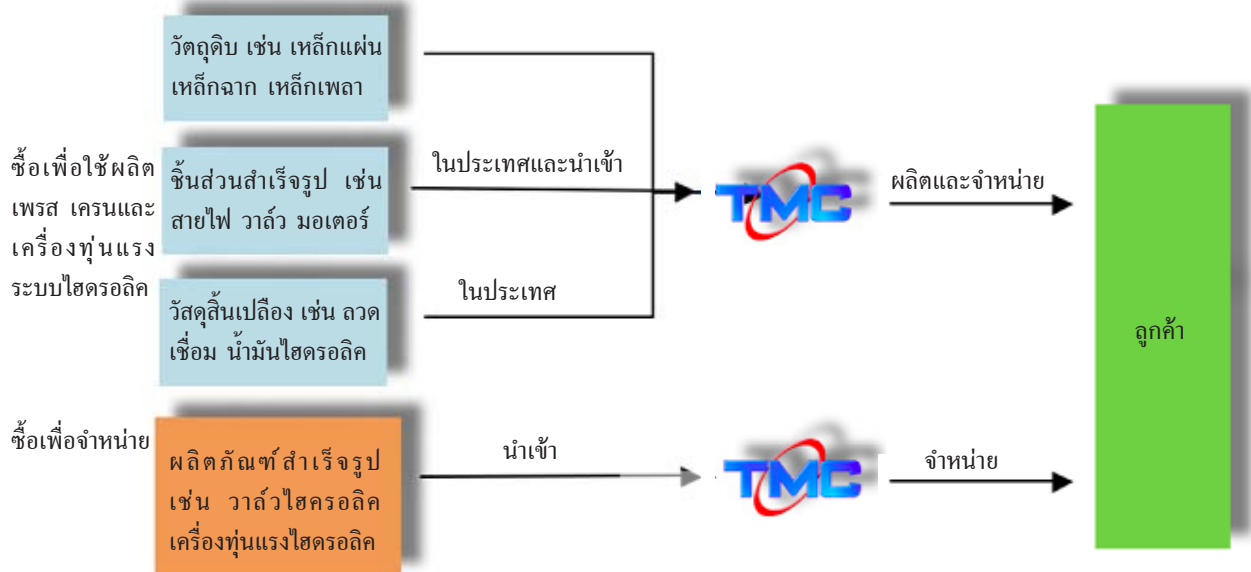 วัตถุดิบ เช่น เหล็กแผ่น
เหล็กฉาก เหล็กเพลา
ซื้อเพื่อใช้ผลิต
เพรส เครนและ
เครื่องทุ่นแรง
ระบบไฮดรอลิค
ชิ้นส่วนสำเร็จรูป เช่น
สายไฟ วาล์ว มอเตอร์
ในประเทศและนำเข้า
TMC
ผลิตและจำหน่าย
วัสดุสิ้นเปลือง เช่น ลวด
เชื่อม น้ำมันไฮดรอลิค
ในประเทศ
ลูกค้า
ซื้อเพื่อจำหน่าย
ผลิตภัณฑ์สำเร็จรูป
เช่น วาล์วไฮครอลิค
เครื่องทุ่นแรงไฮดรอลิค
นำเข้า
TMC
จำหน่าย